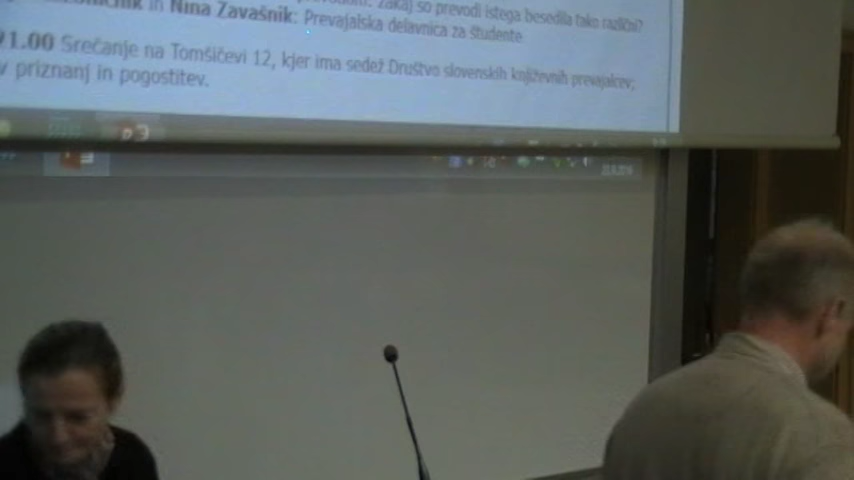 Zakaj so prevodi istega besedila tako različni?
in Nina Zavašnik: Prevajalska delavnica za študente
1.00 Srečanje na Tomšičevi 12, kjer ima sedež Društvo slovenskih književnih prevajalcev;
v priznanj in pogostitev.